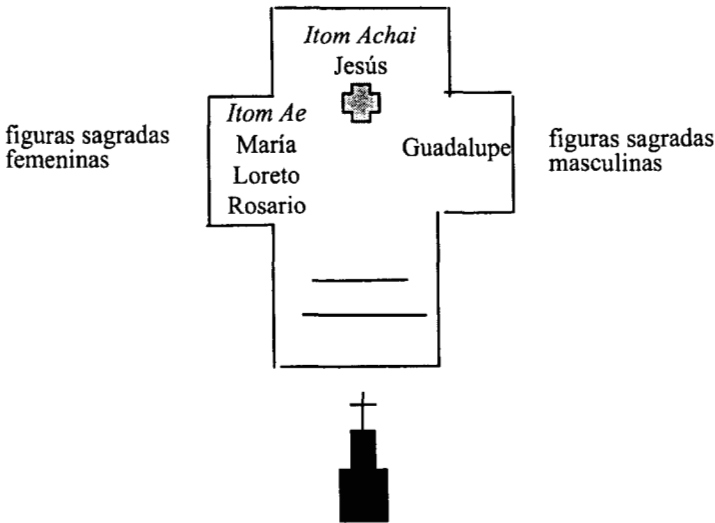 Itom Achai
Jesús
figuras sagradas
femeninas
Itom Ae
María
Loreto
Rosario
Guadalupe
figuras sagradas
masculinas